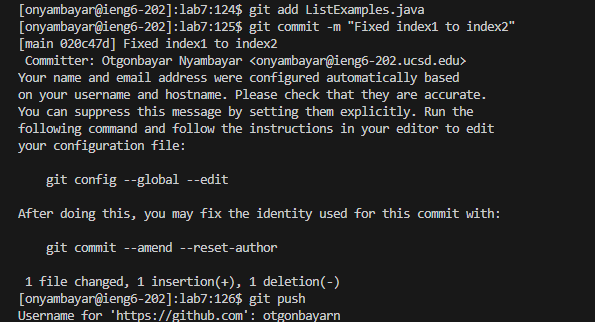 [onyambayar@ieng6-202]:lab7:124$ git add ListExamples.java
[onyambayar@ieng6-202]:lab7:125$ git commit -m "Fixed index1 to index2"
[main 020c47d] Fixed index1 to index2
 Committer: Otgonbayar Nyambayar <onyambayar@ieng6-202.ucsd.edu>
Your name and email address were configured automatically based
on your username and hostname. Please check that they are accurate.
You can suppress this message by setting them explicitly. Run the
following command and follow the instructions in your editor to edit
your configuration file:

    git config --global --edit

After doing this, you may fix the identity used for this commit with:

    git commit --amend --reset-author

 1 file changed, 1 insertion(+), 1 deletion(-)
[onyambayar@ieng6-202]:lab7:126$ git push
Username for 'https://github.com': otgonbayarn